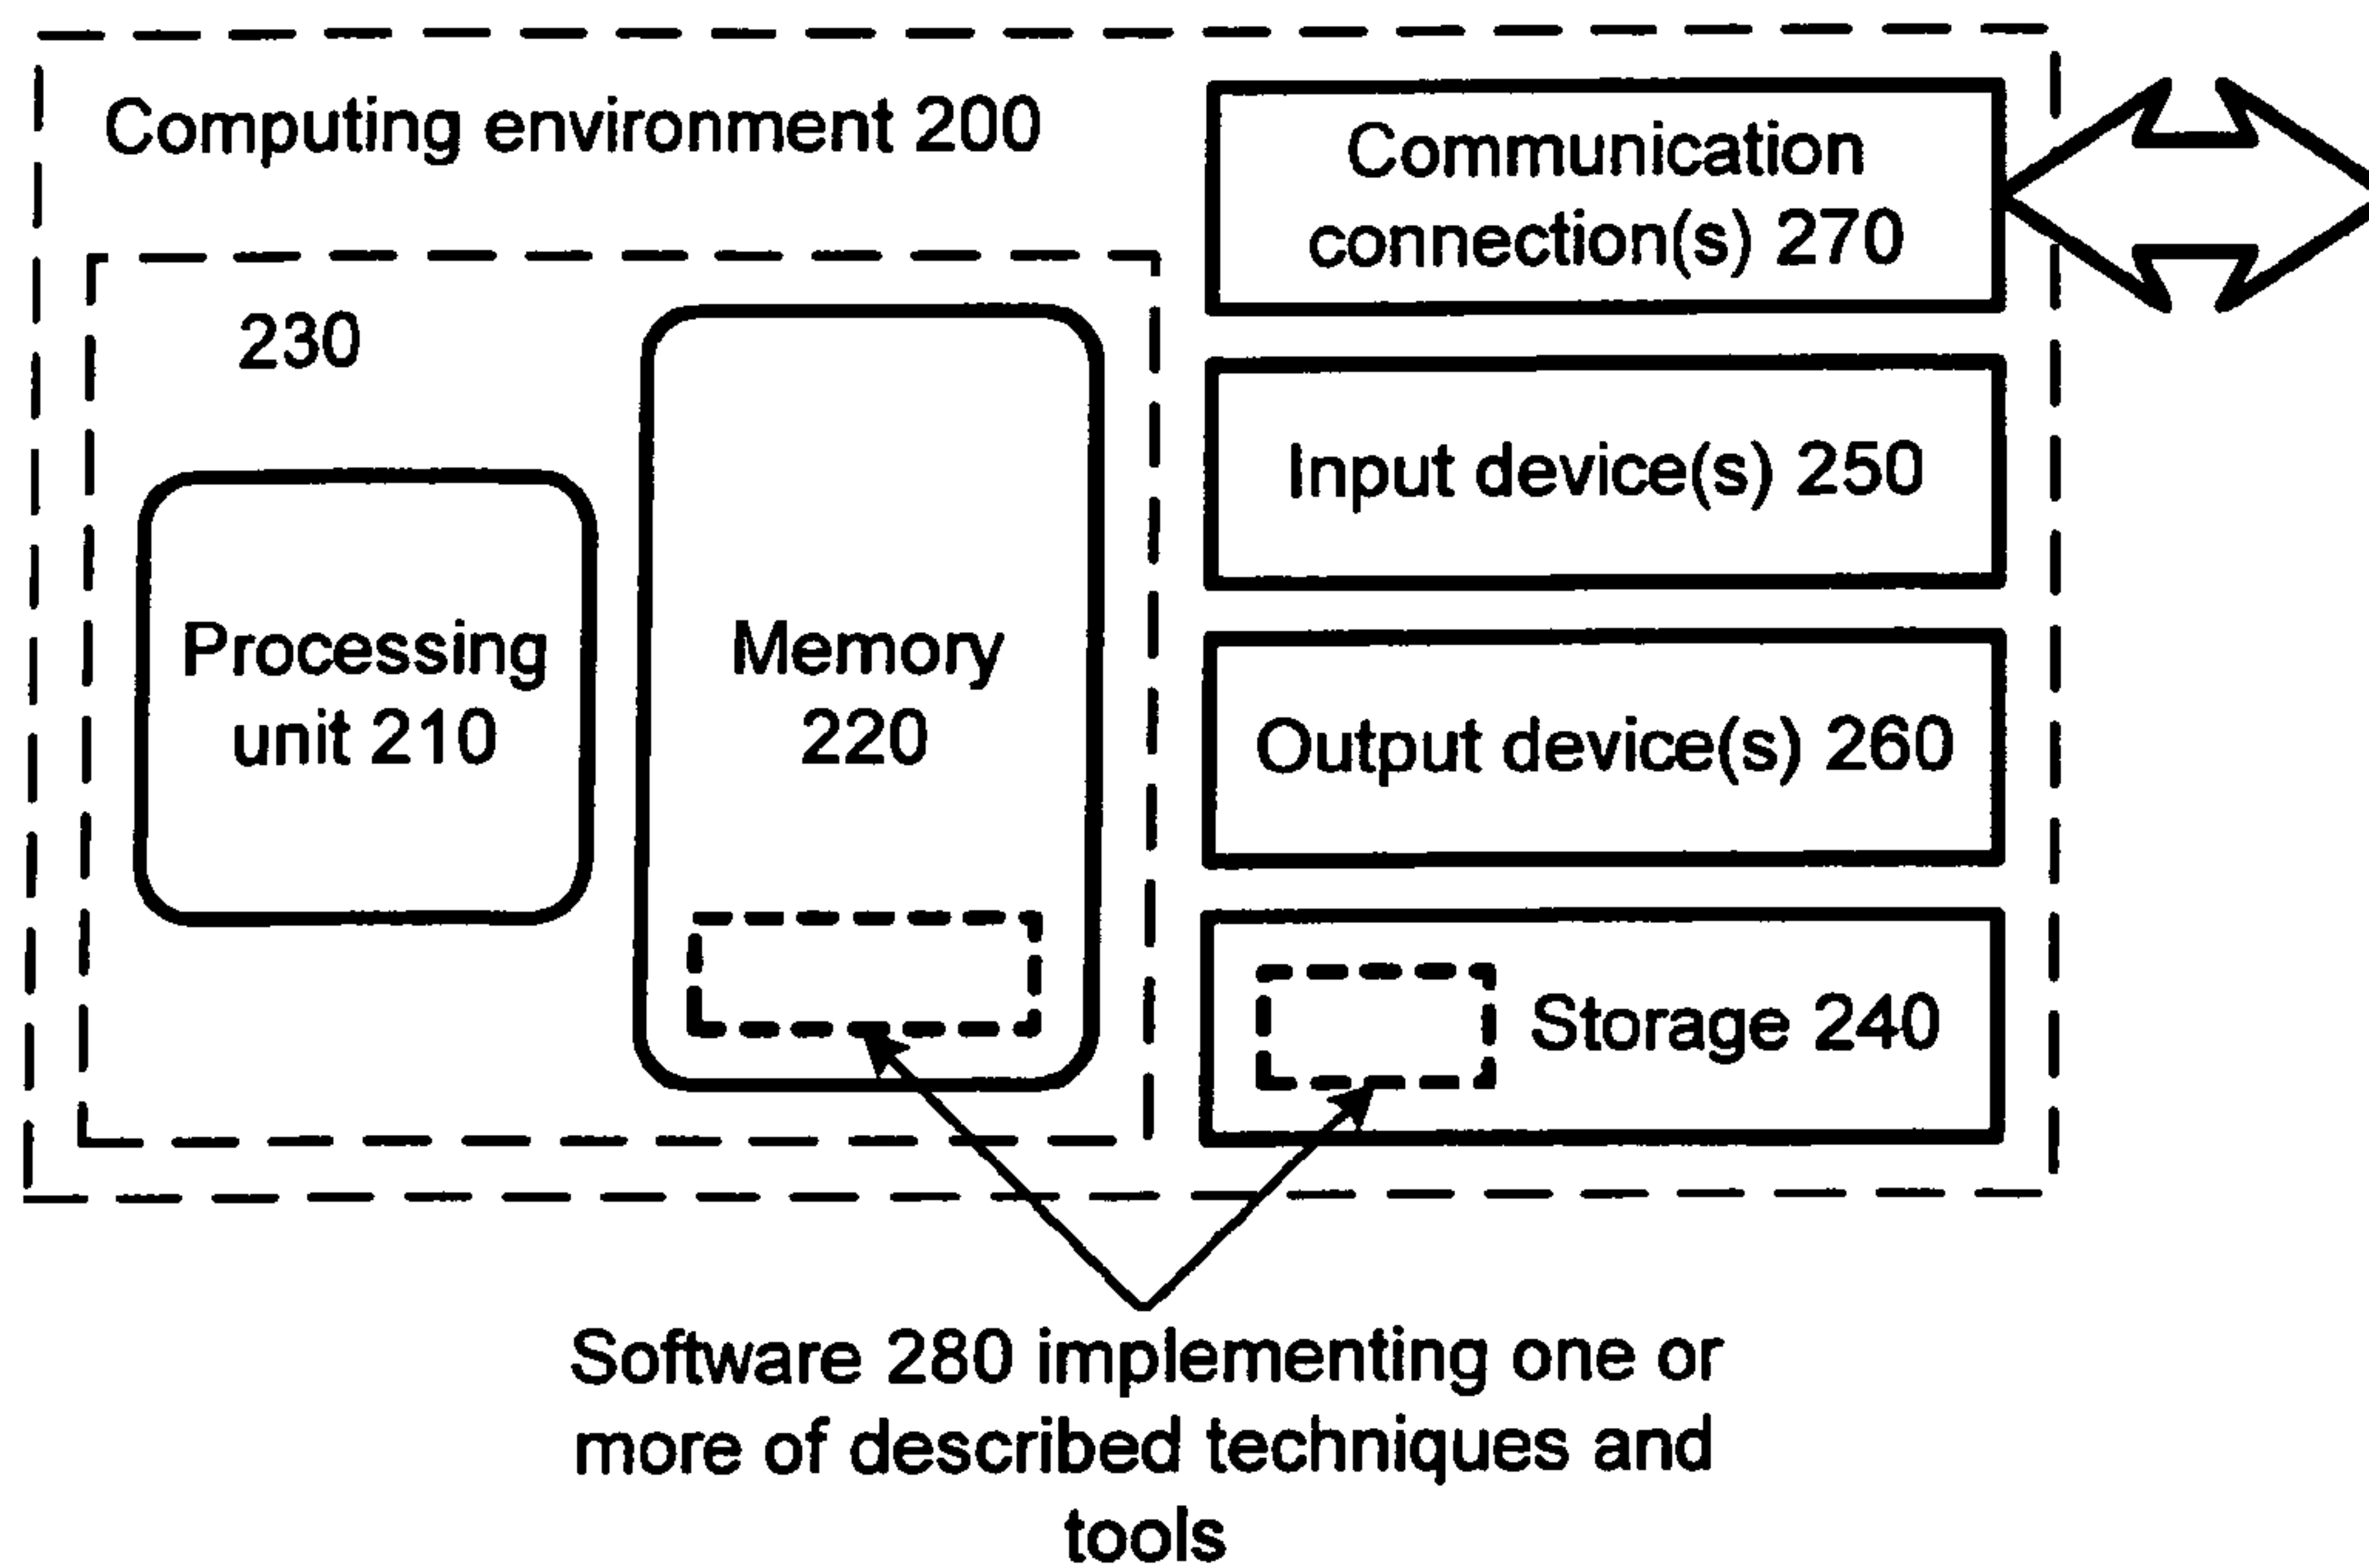 Computing environment 200
Communication
connection(s) 270
230
Input device(s) 250
Processing
unit 210
Memory
220
Output device(s) 260
Storage 240
Software 280 implementing one or
more of described techniques and
tools